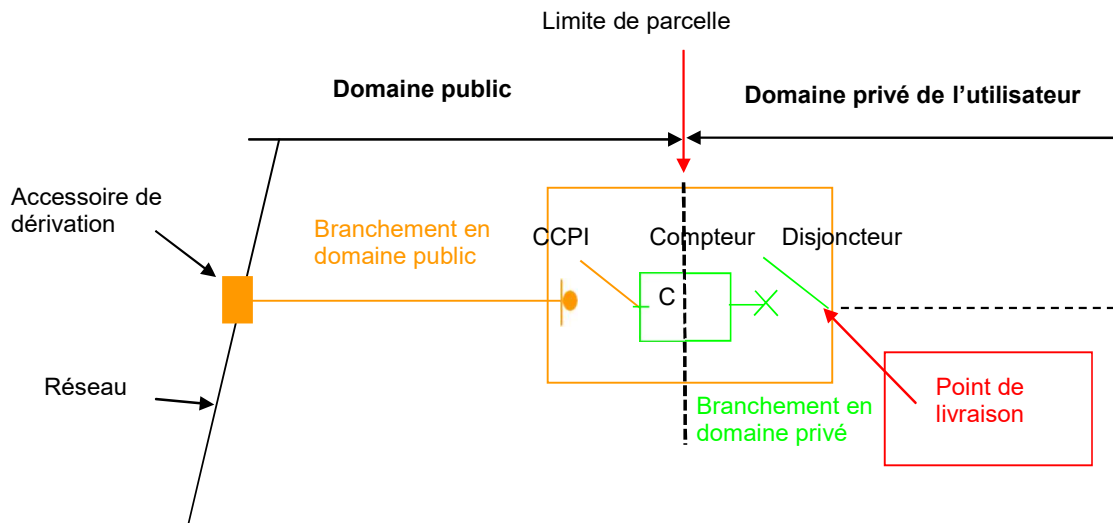 Limite de parcelle
Domaine public
Domaine privé de l’utilisateur
Accessoire de
dérivation
Branchement en
domaine public
CCPI
Compteur
Disjoncteur
C
Réseau
Branchement en
domaine privé
Point de
livraison